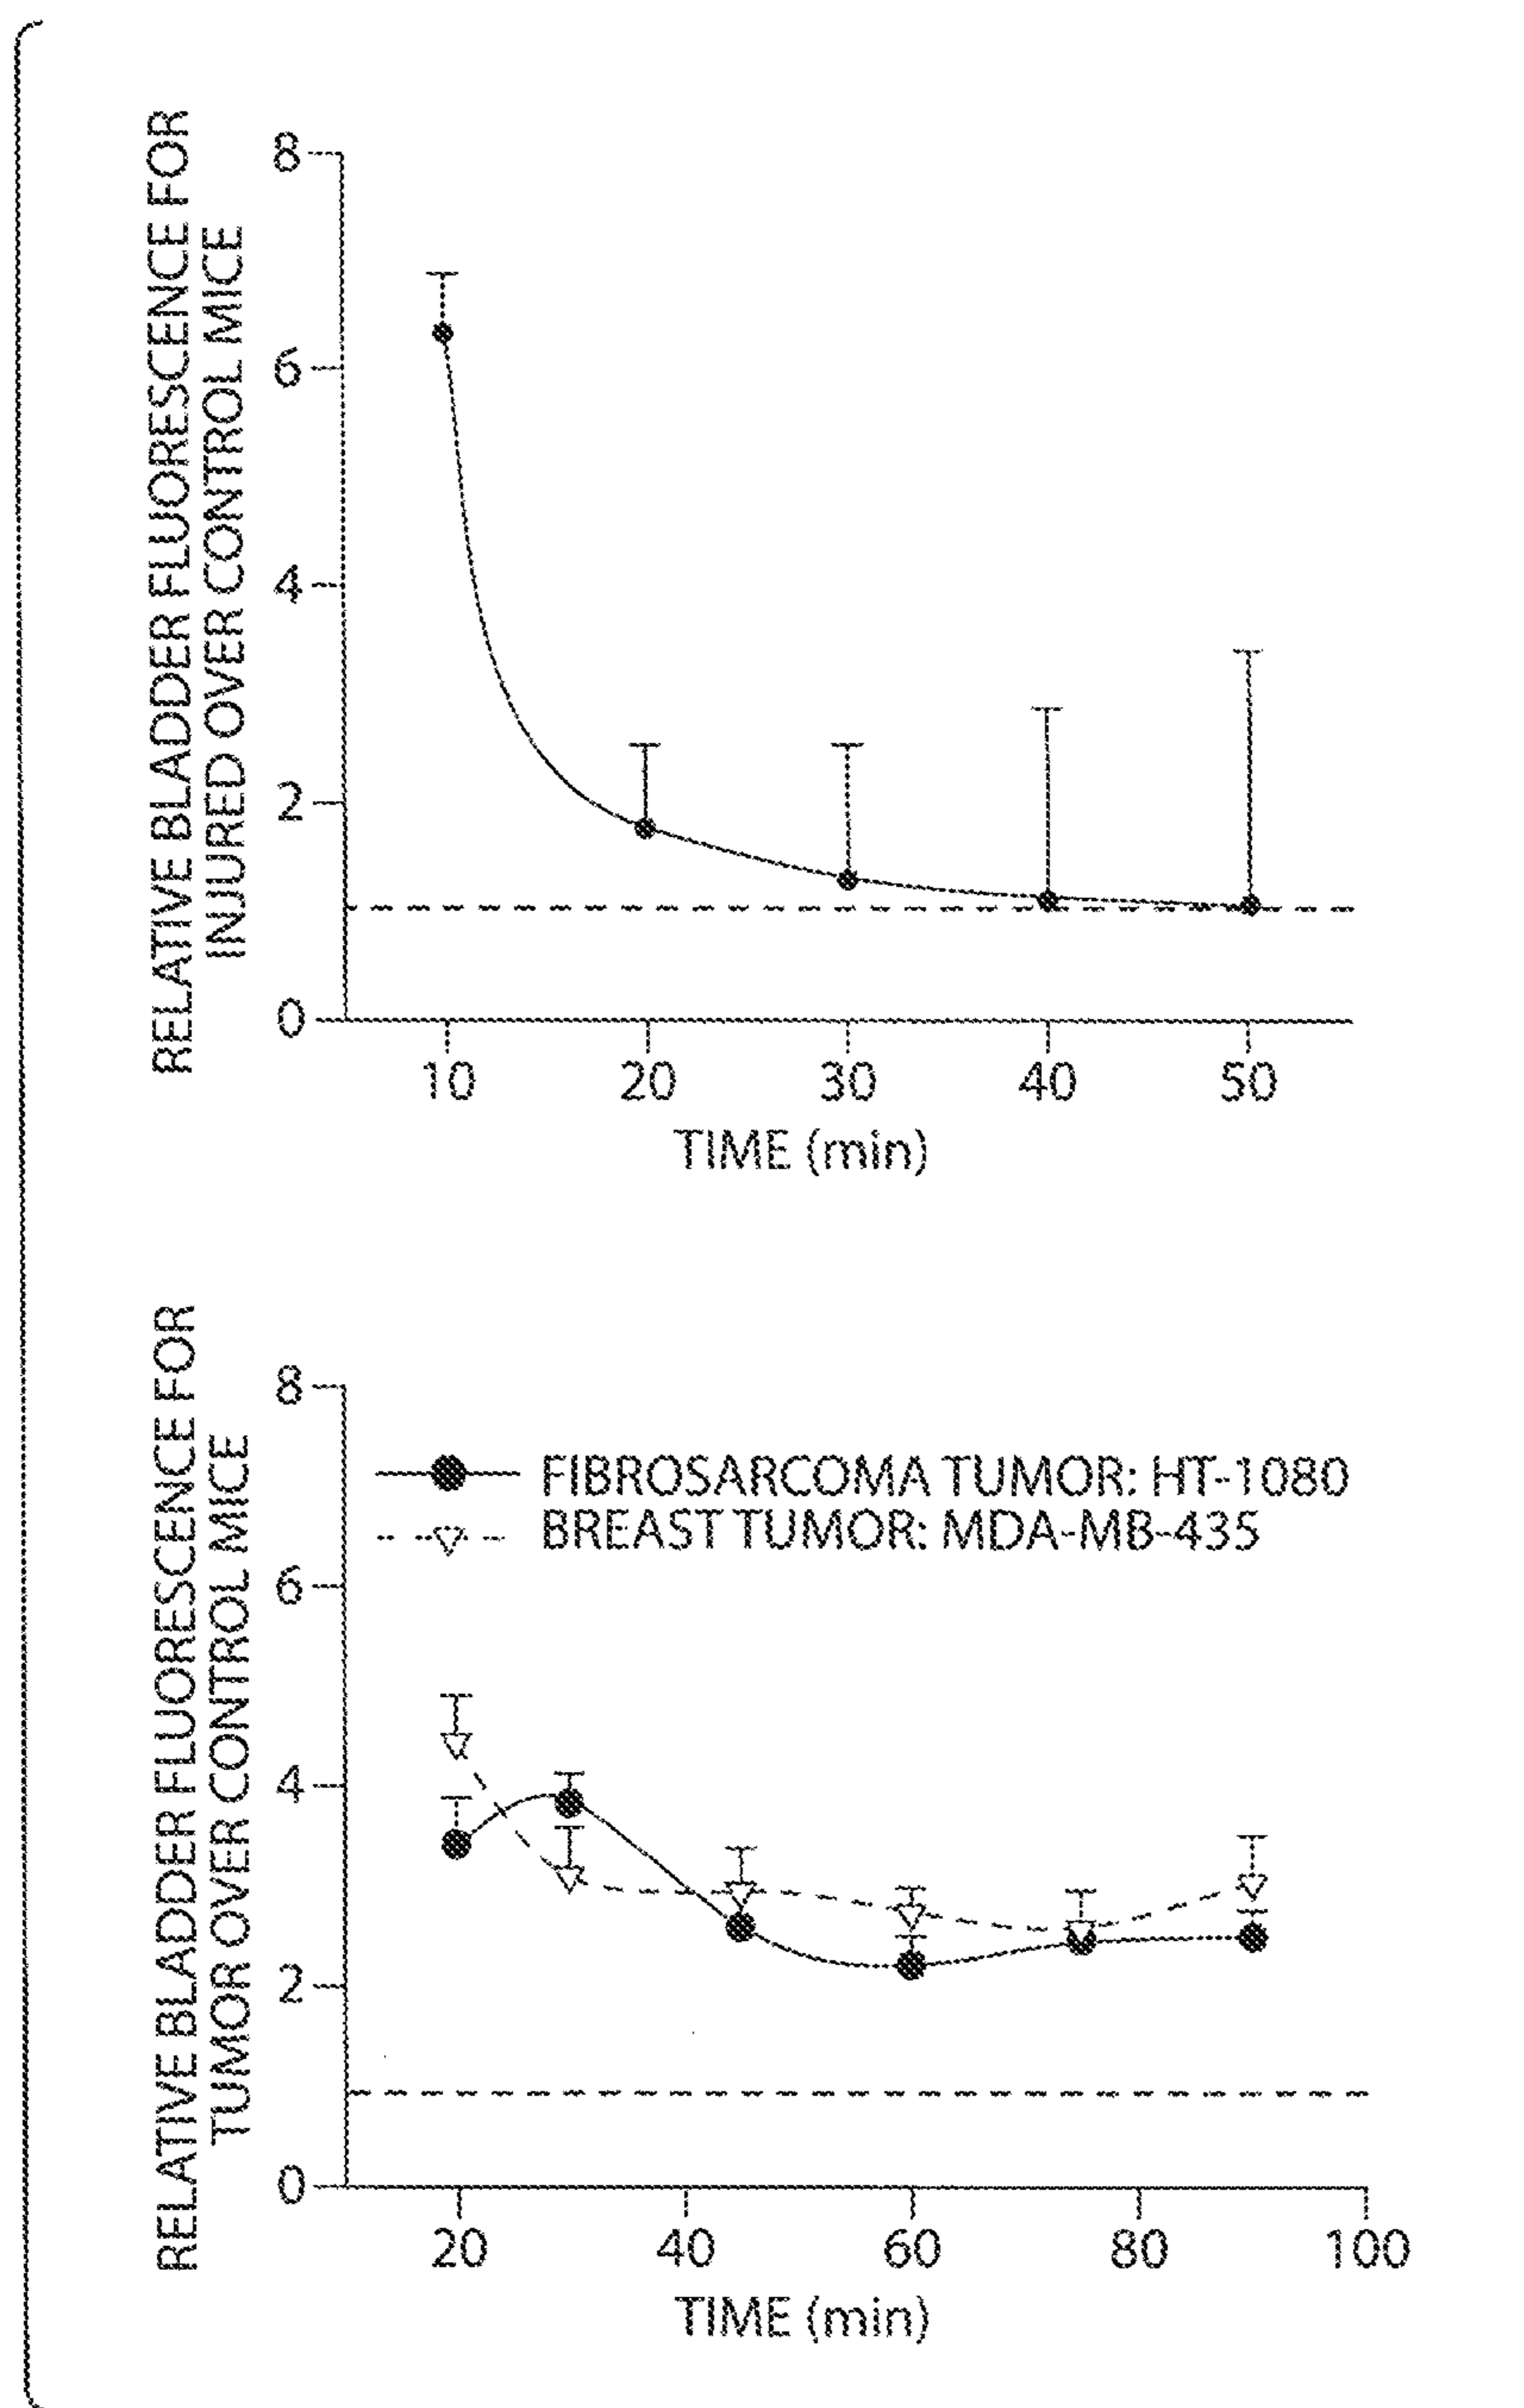 RELATIVE BLADDER FLUORESCENCE FOR
INJURED OVER CONTROL MICE
8
6
4
2
0
10 20 30 40 50
TIME (min)
RELATIVE BLADDER FLUORESCENCE FOR
TUMOR OVER CONTROL MICE
8
FIBROSARCOMA TUMOR: HT-1080
BREAST TUMOR: MDA-MB-435
6
4
2
0
20 40 60 80 100
TIME (min)